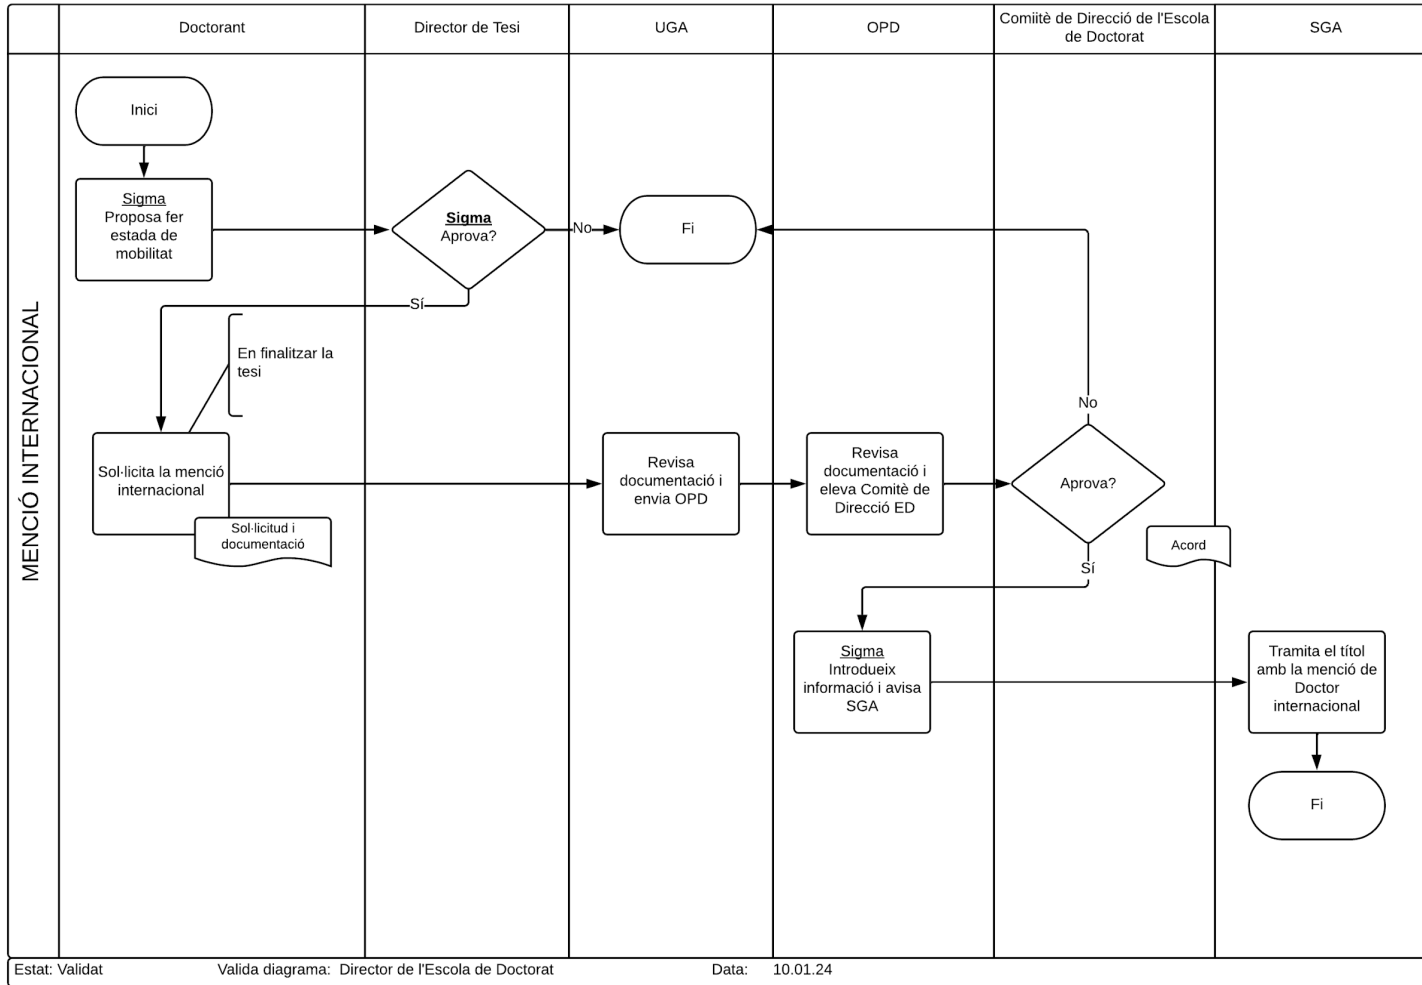 Doctorant
Director de Tesi
UGA
OPD
Comiitè de Direcció de l'Escola
de Doctorat
SGA
MENCIÓ INTERNACIONAL
Inici
Sigma
Proposa fer
estada de
mobilitat
Sigma
Aprova?
No
Fi
Sí
En finalitzar la
tesi
Sol·licita la menció
internacional
Sol·licitud i
documentació
Revisa
documentació i
envia OPD
Revisa
documentació i
eleva Comitè de
Direcció ED
No
Aprova?
Sí
Acord
Sigma
Introdueix
informació i avisa
SGA
Tramita el títol
amb la menció de
Doctor
internacional
Fi
Estat: Validat
Valida diagrama: Director de l'Escola de Doctorat
Data: 10.01.24